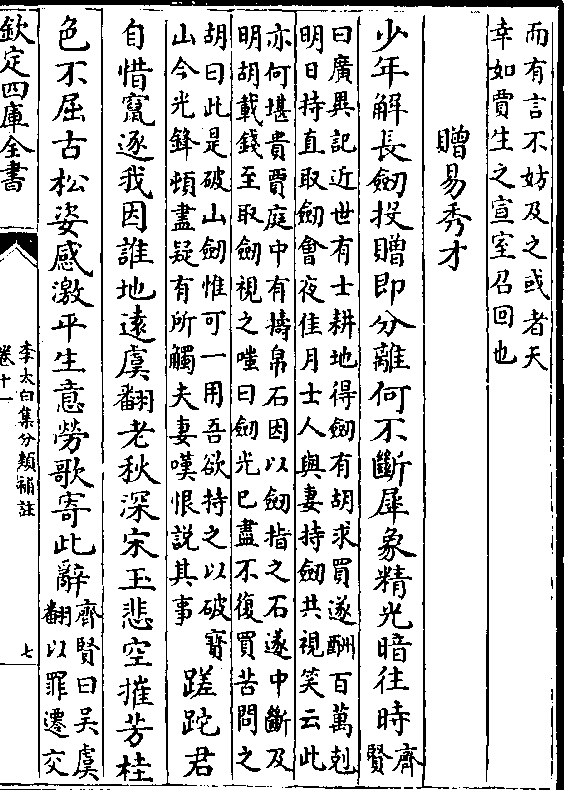 而有言不妨及之或者天
幸如賈生之宣室召回也
贈易秀才
少年解長劒投贈即分離何不斷犀象精光暗往時齊
賢
曰廣異記近世有士耕地得劒有胡求買遂酬百萬剋
明日持直取劒會夜佳月士人與妻持劒共視笑云此
亦何堪貴賈庭中有擣帛石因以劒指之石遂中斷及
明胡載錢至取劒視之嗤曰劒光已盡不復買苦問之
胡曰此是破山劒惟可一用吾欲持之以破寳
山今光鋒頓盡疑有所觸夫妻嘆恨説其事
蹉跎君
自惜竄逐我因誰地遠虞翻老秋深宋玉悲空摧芳桂
色不屈古松姿感激平生意勞歌寄此辭
齊賢曰吴虞
翻以罪遷交
欽定四庫全書
李太白集分類補註
卷十一
七